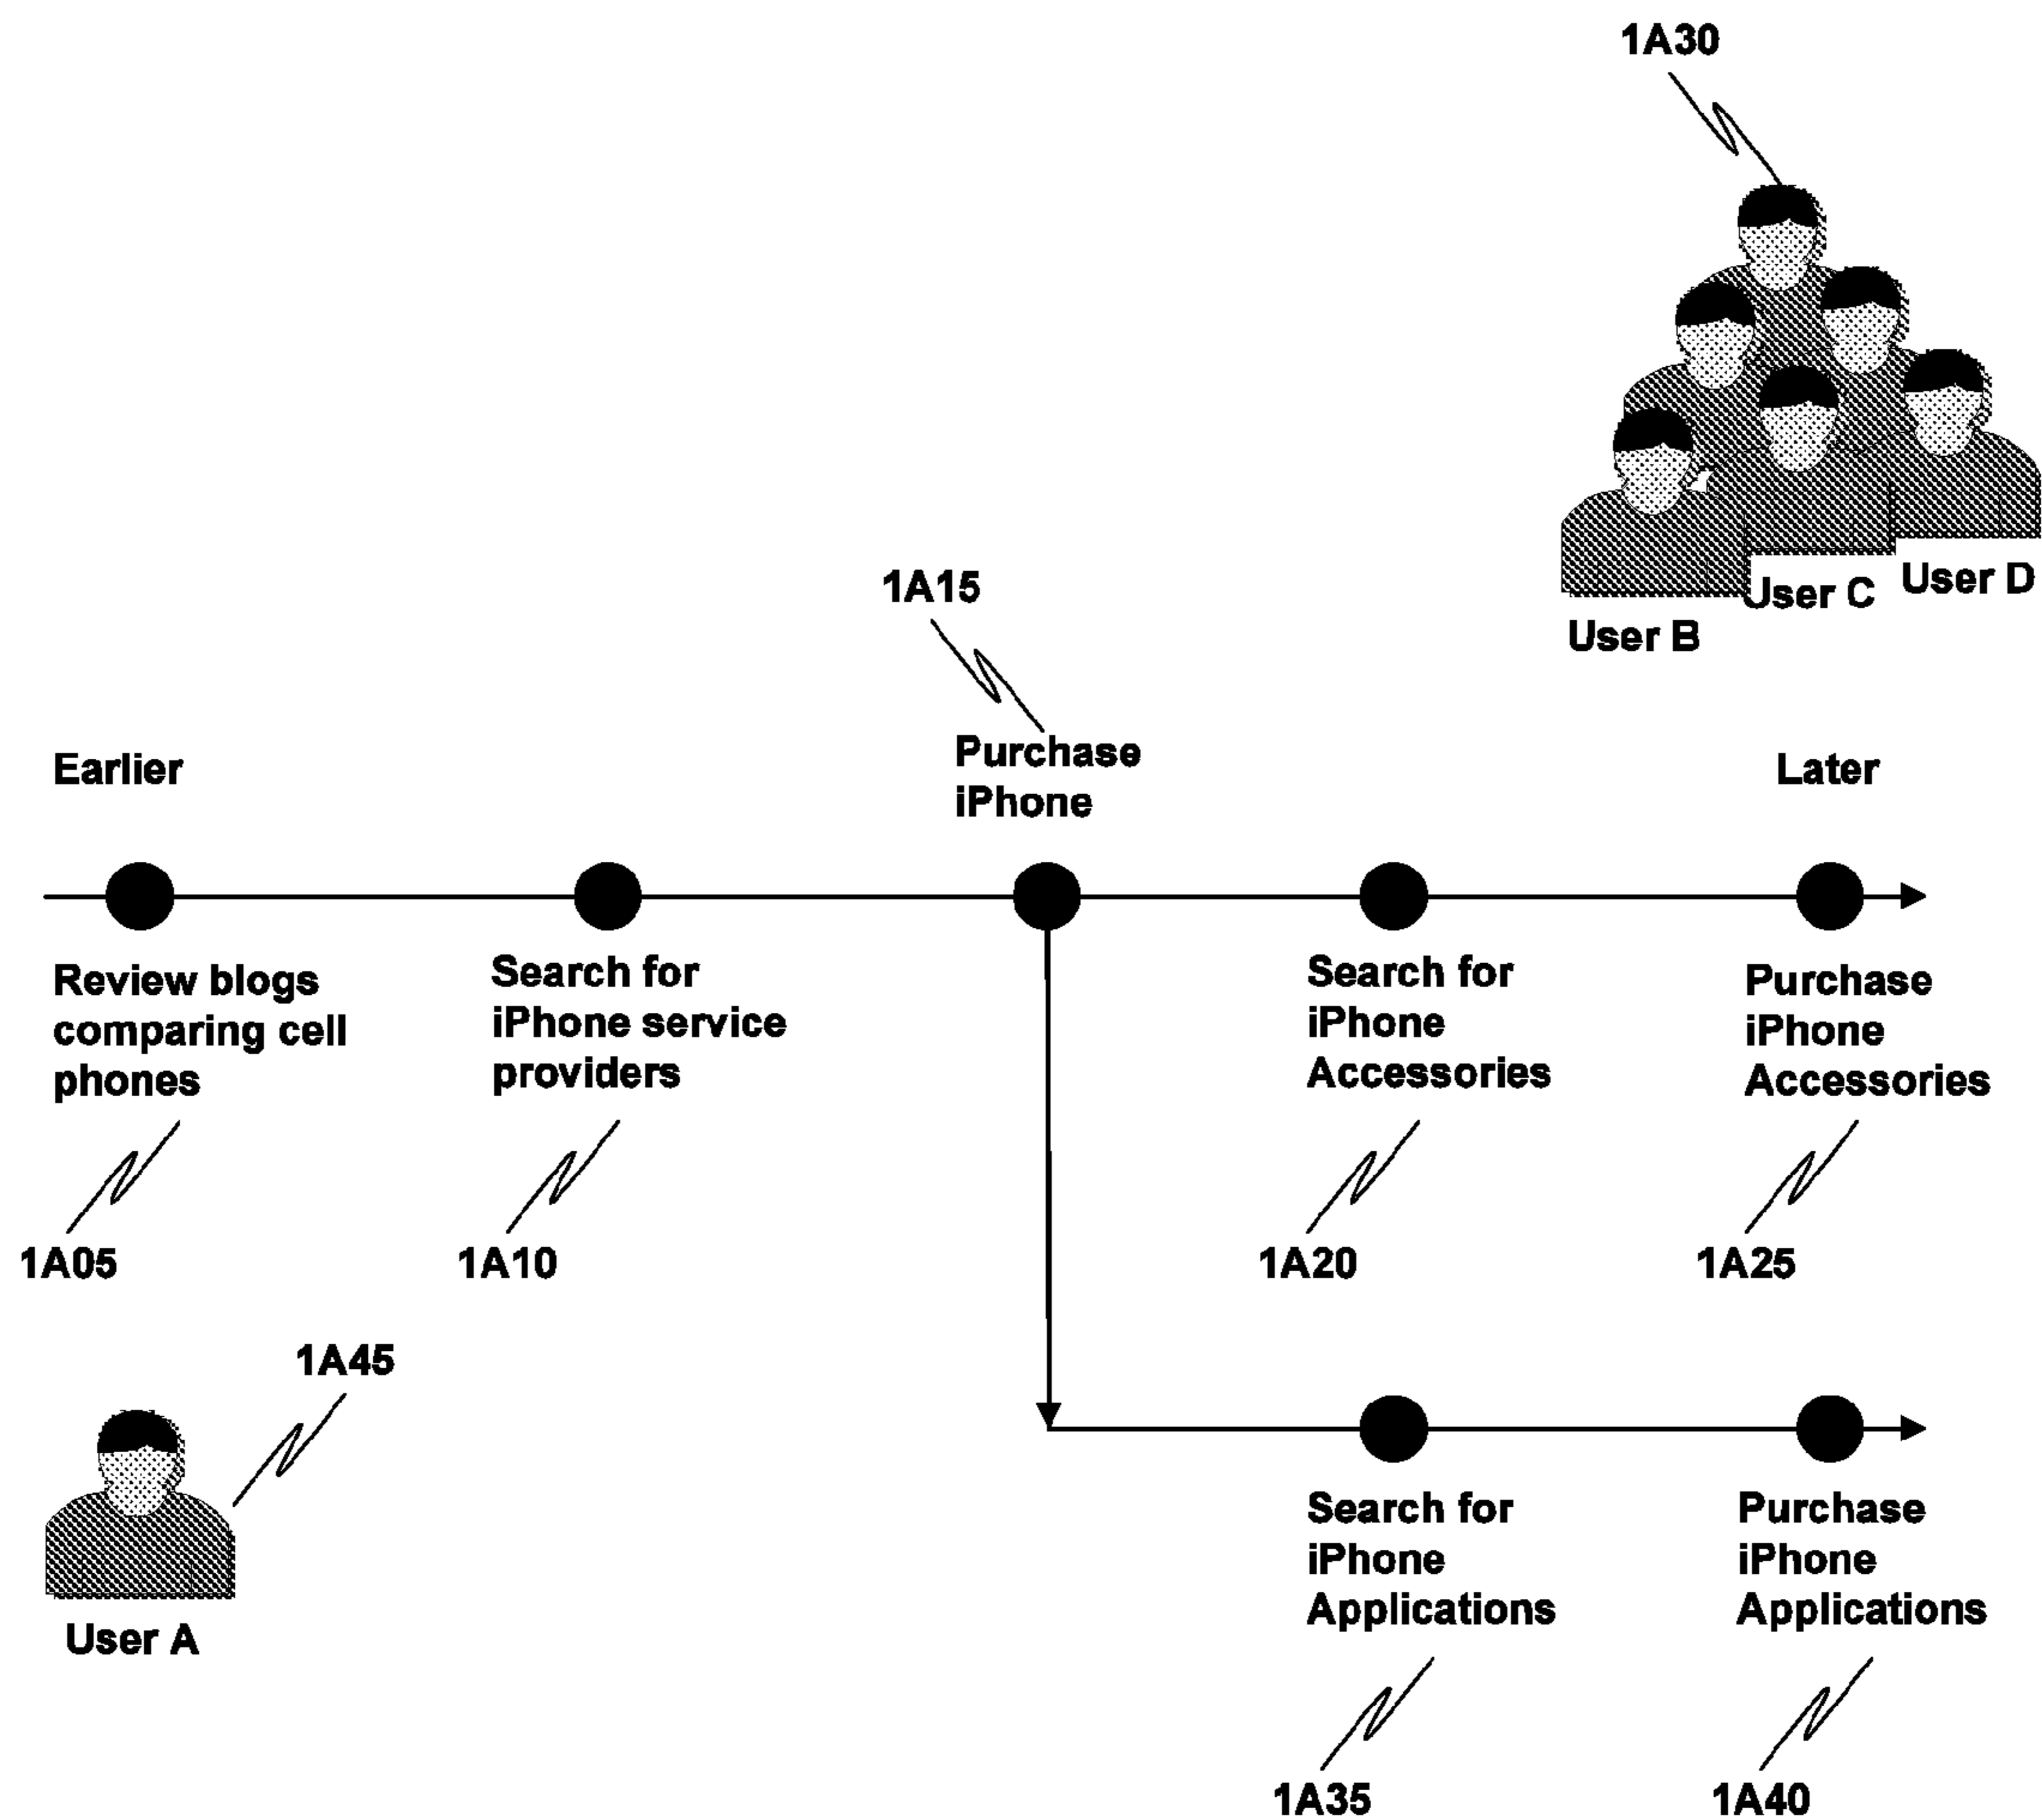 1A30
1A15
User C
User D
User B
Purchase
iPhone
Earlier
Later
Review blogs
comparing cell
phones
Search for
iPhone service
providers
Search for
iPhone
Accessories
Purchase
iPhone
Accessories
1A05
1A10
1A20
1A25
1A45
User A
Search for
iPhone
Applications
Purchase
iPhone
Applications
1A35
1A40